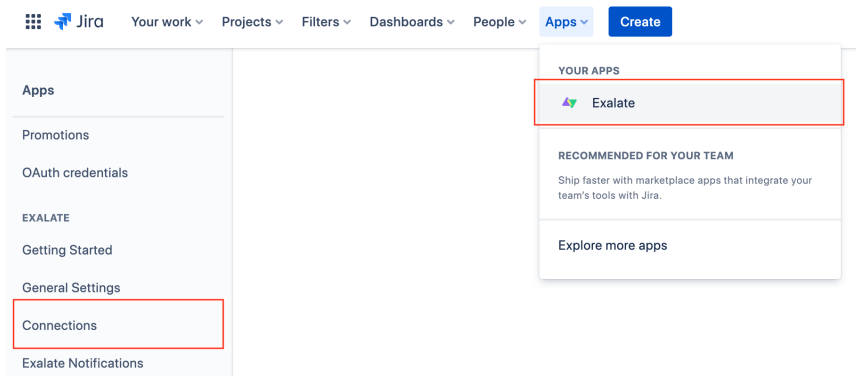 Jira Your work Projects Filters Dashboards People Apps Create
Apps
Promotions
OAuth credentials
EXALATE
Getting Started
General Settings
Connections
Exalate Notifications
YOUR APPS
Exalate
RECOMMENDED FOR YOUR TEAM
Ship faster with marketplace apps that integrate your
team's tools with Jira.
Explore more apps